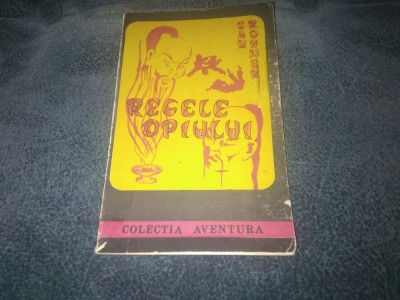 SAX
ROHMER
REGELE
OPIULUI
COLECTIA AVENTURA